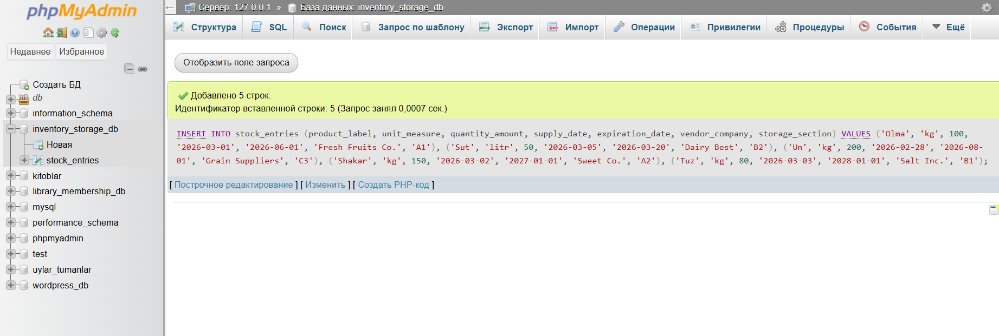 phpMyAdmin
Недавнее Избранное
Создать БД
db
information_schema
inventory_storage_db
Новая
stock_entries
kitoblar
library_membership_db
mysql
performance_schema
phpmyadmin
test
uylar_tumanlar
wordpress_db
Сервер: 127.0.0.1 » База данных: inventory_storage_db
Структура SQL Поиск Запрос по шаблону Экспорт Импорт Операции Привилегии Процедуры События Ещё
Отобразить поле запроса
Добавлено 5 строк.
Идентификатор вставленной строки: 5 (Запрос занял 0,0007 сек.)
INSERT INTO stock_entries (product_label, unit_measure, quantity_amount, supply_date, expiration_date, vendor_company, storage_section) VALUES ('Olma', 'kg', 100,
'2026-03-01', '2026-06-01', 'Fresh Fruits Co.', 'A1'), ('Sut', 'litr', 50, '2026-03-05', '2026-03-20', 'Dairy Best', 'B2'), ('Un', 'kg', 200, '2026-02-28', '2026-08-
01', 'Grain Suppliers', 'C3'), ('Shakar', 'kg', 150, '2026-03-02', '2027-01-01', 'Sweet Co.', 'A2'), ('Tuz', 'kg', 80, '2026-03-03', '2028-01-01', 'Salt Inc.', 'B1');
[ Построчное редактирование ] [ Изменить ] [ Создать PHP-код ]